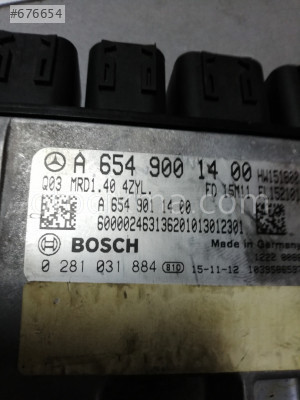 #676654
A 654 900 14 00
Q03 MRD1.40 4ZYL. FD 15M11
A 654 901 14 00
600002463136201013012301
BOSCH Made in Germany
0 281 031 884 B10 15-11-12